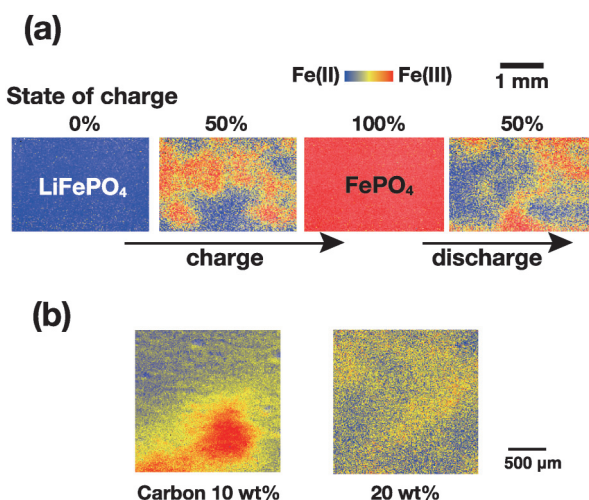 (a)
Fe(II) Fe(III)
1 mm
State of charge
0% 50% 100% 50%
LiFePO₄ FePO₄
charge discharge
(b)
500 µm
Carbon 10 wt% 20 wt%